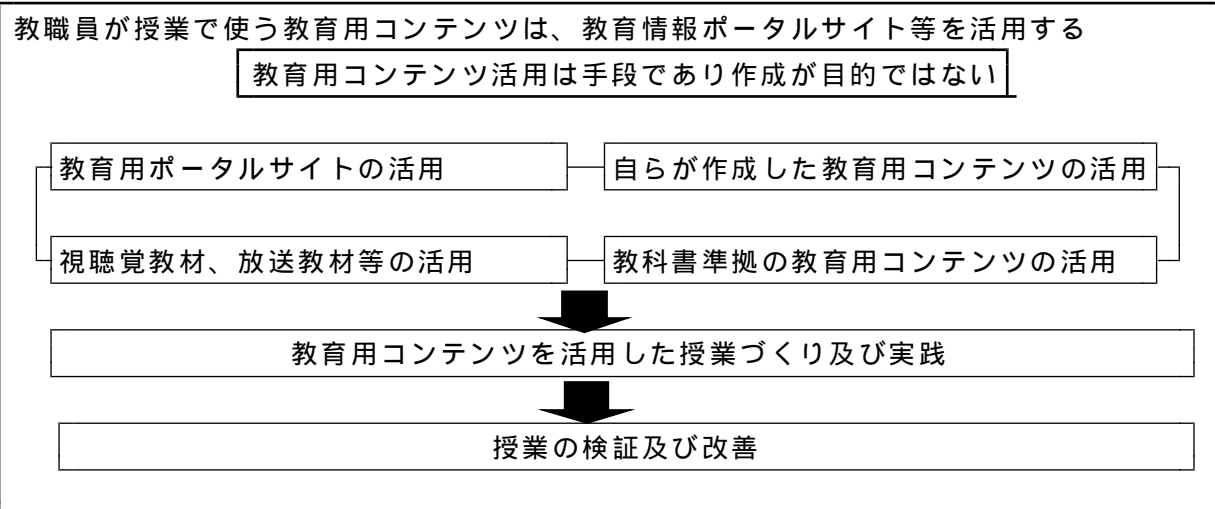 教職員が授業で使う教育用コンテンツは、教育情報ポータルサイト等を活用する
教育用コンテンツ活用は手段であり作成が目的ではない
教育用ポータルサイトの活用
自らが作成した教育用コンテンツの活用
視聴覚教材、放送教材等の活用
教科書準拠の教育用コンテンツの活用
教育用コンテンツを活用した授業づくり及び実践
授業の検証及び改善